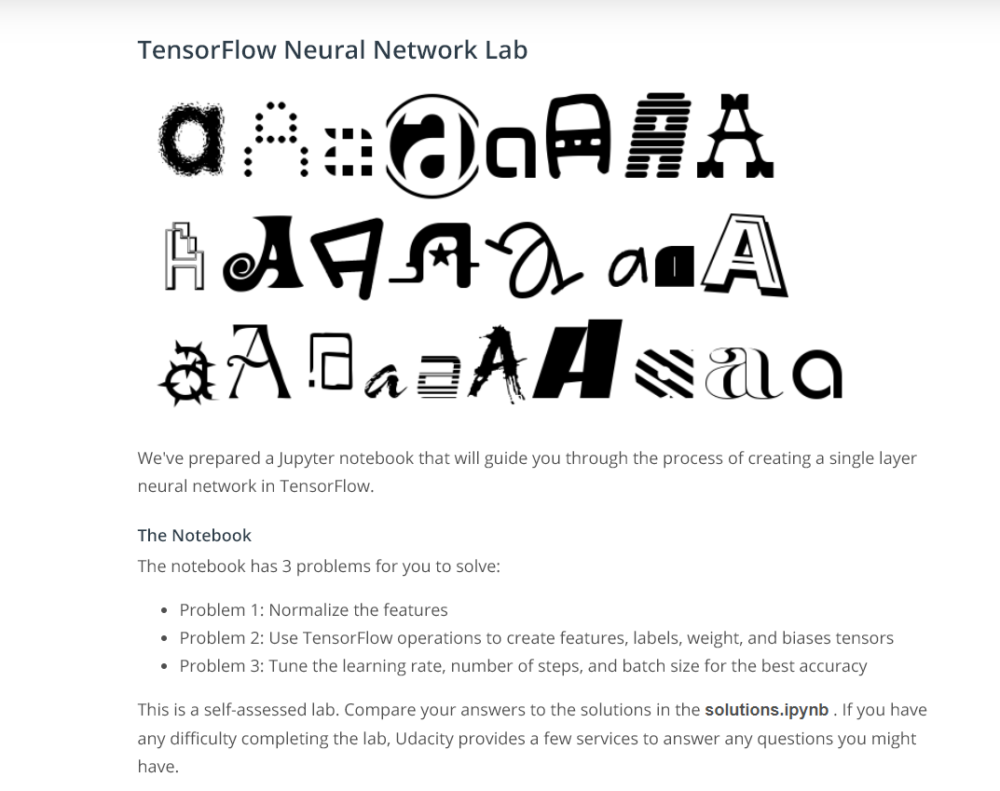 TensorFlow Neural Network Lab
a A a a a A A A
A A A A a a a A
a A a a a A A a a a
We've prepared a Jupyter notebook that will guide you through the process of creating a single layer
neural network in TensorFlow.
The Notebook
The notebook has 3 problems for you to solve:
• Problem 1: Normalize the features
• Problem 2: Use TensorFlow operations to create features, labels, weight, and biases tensors
• Problem 3: Tune the learning rate, number of steps, and batch size for the best accuracy
This is a self-assessed lab. Compare your answers to the solutions in the solutions.ipynb . If you have
any difficulty completing the lab, Udacity provides a few services to answer any questions you might
have.